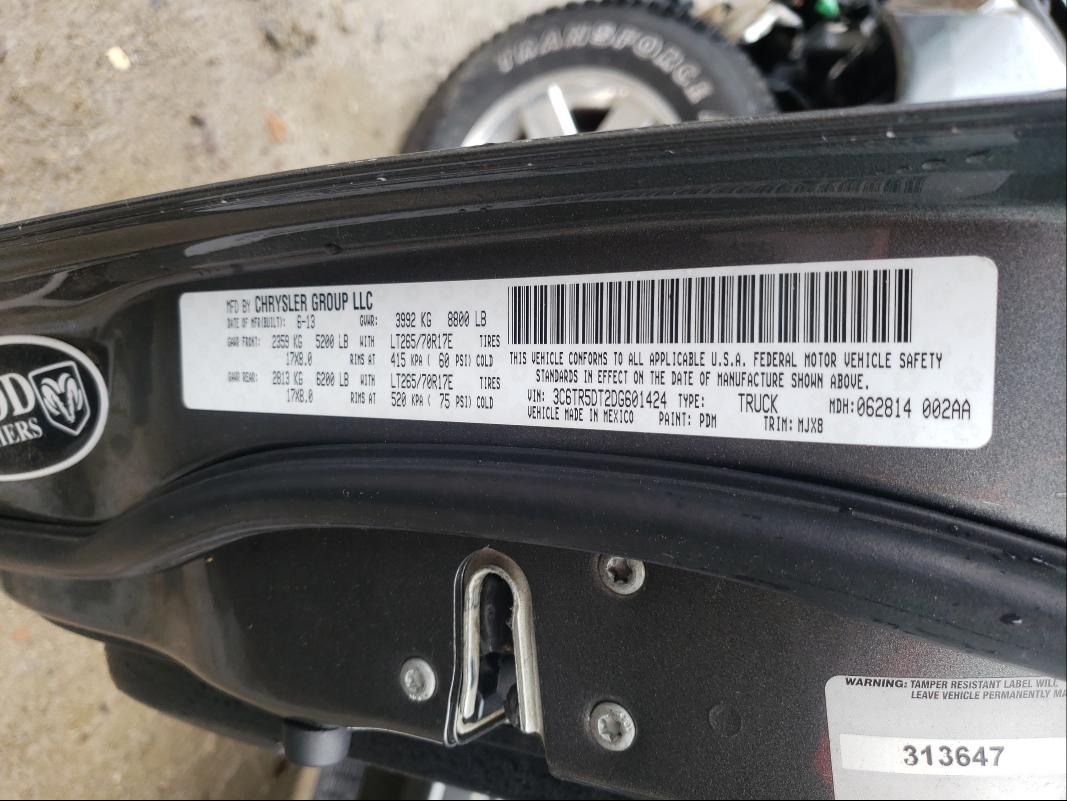 TRANSFORCE
MFD BY CHRYSLER GROUP LLC
DATE OF MFR(BUILT): 6-13 GVWR: 3992 KG 8800 LB
GAWR FRONT: 2359 KG 5200 LB WITH LT265/70R17E TIRES
17X8.0 RIMS AT 415 KPA ( 60 PSI) COLD
GAWR REAR: 2813 KG 6200 LB WITH LT265/70R17E TIRES
17X8.0 RIMS AT 520 KPA ( 75 PSI) COLD
THIS VEHICLE CONFORMS TO ALL APPLICABLE U.S.A. FEDERAL MOTOR VEHICLE SAFETY
STANDARDS IN EFFECT ON THE DATE OF MANUFACTURE SHOWN ABOVE.
VIN: 3C6TR5DT2DG601424 TYPE: TRUCK MDH:062814 002AA
VEHICLE MADE IN MEXICO PAINT: PDM TRIM: MJX8
OD
HERS
WARNING: TAMPER RESISTANT LABEL WILL
LEAVE VEHICLE PERMANENTLY MA
313647